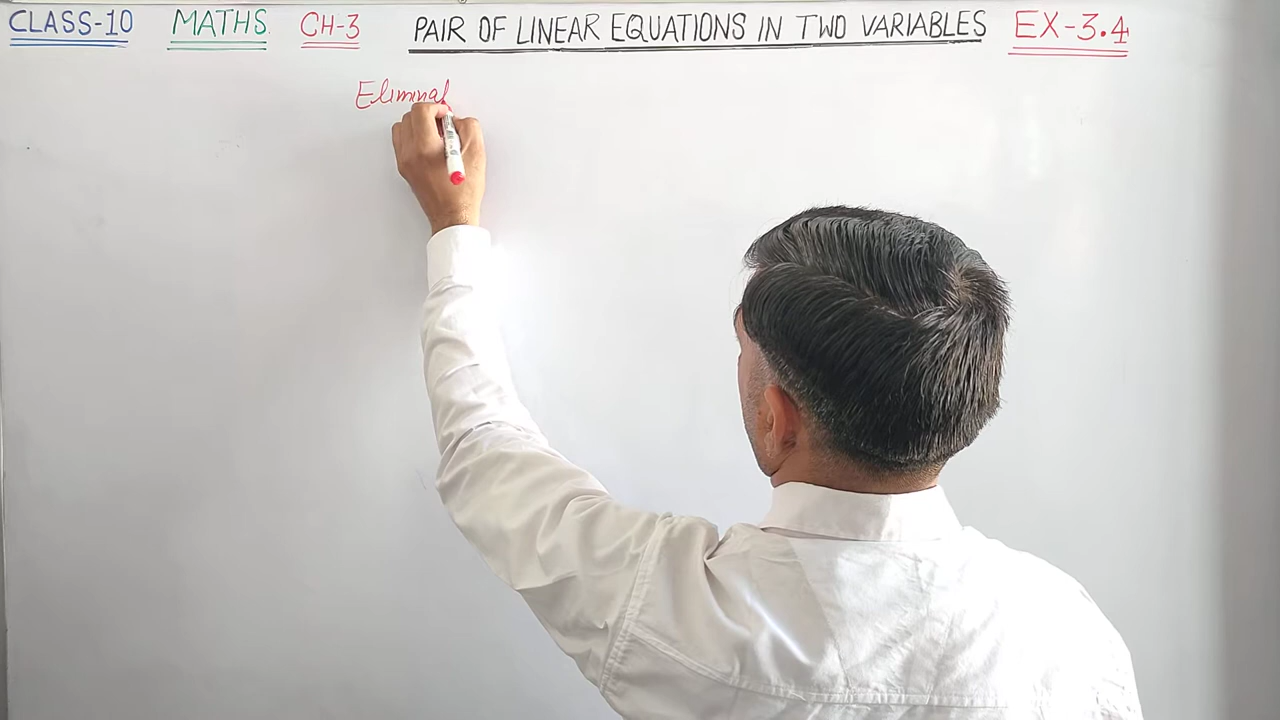 CLASS-10 MATHS CH-3 PAIR OF LINEAR EQUATIONS IN TWO VARIABLES EX-3.4
Eliminat